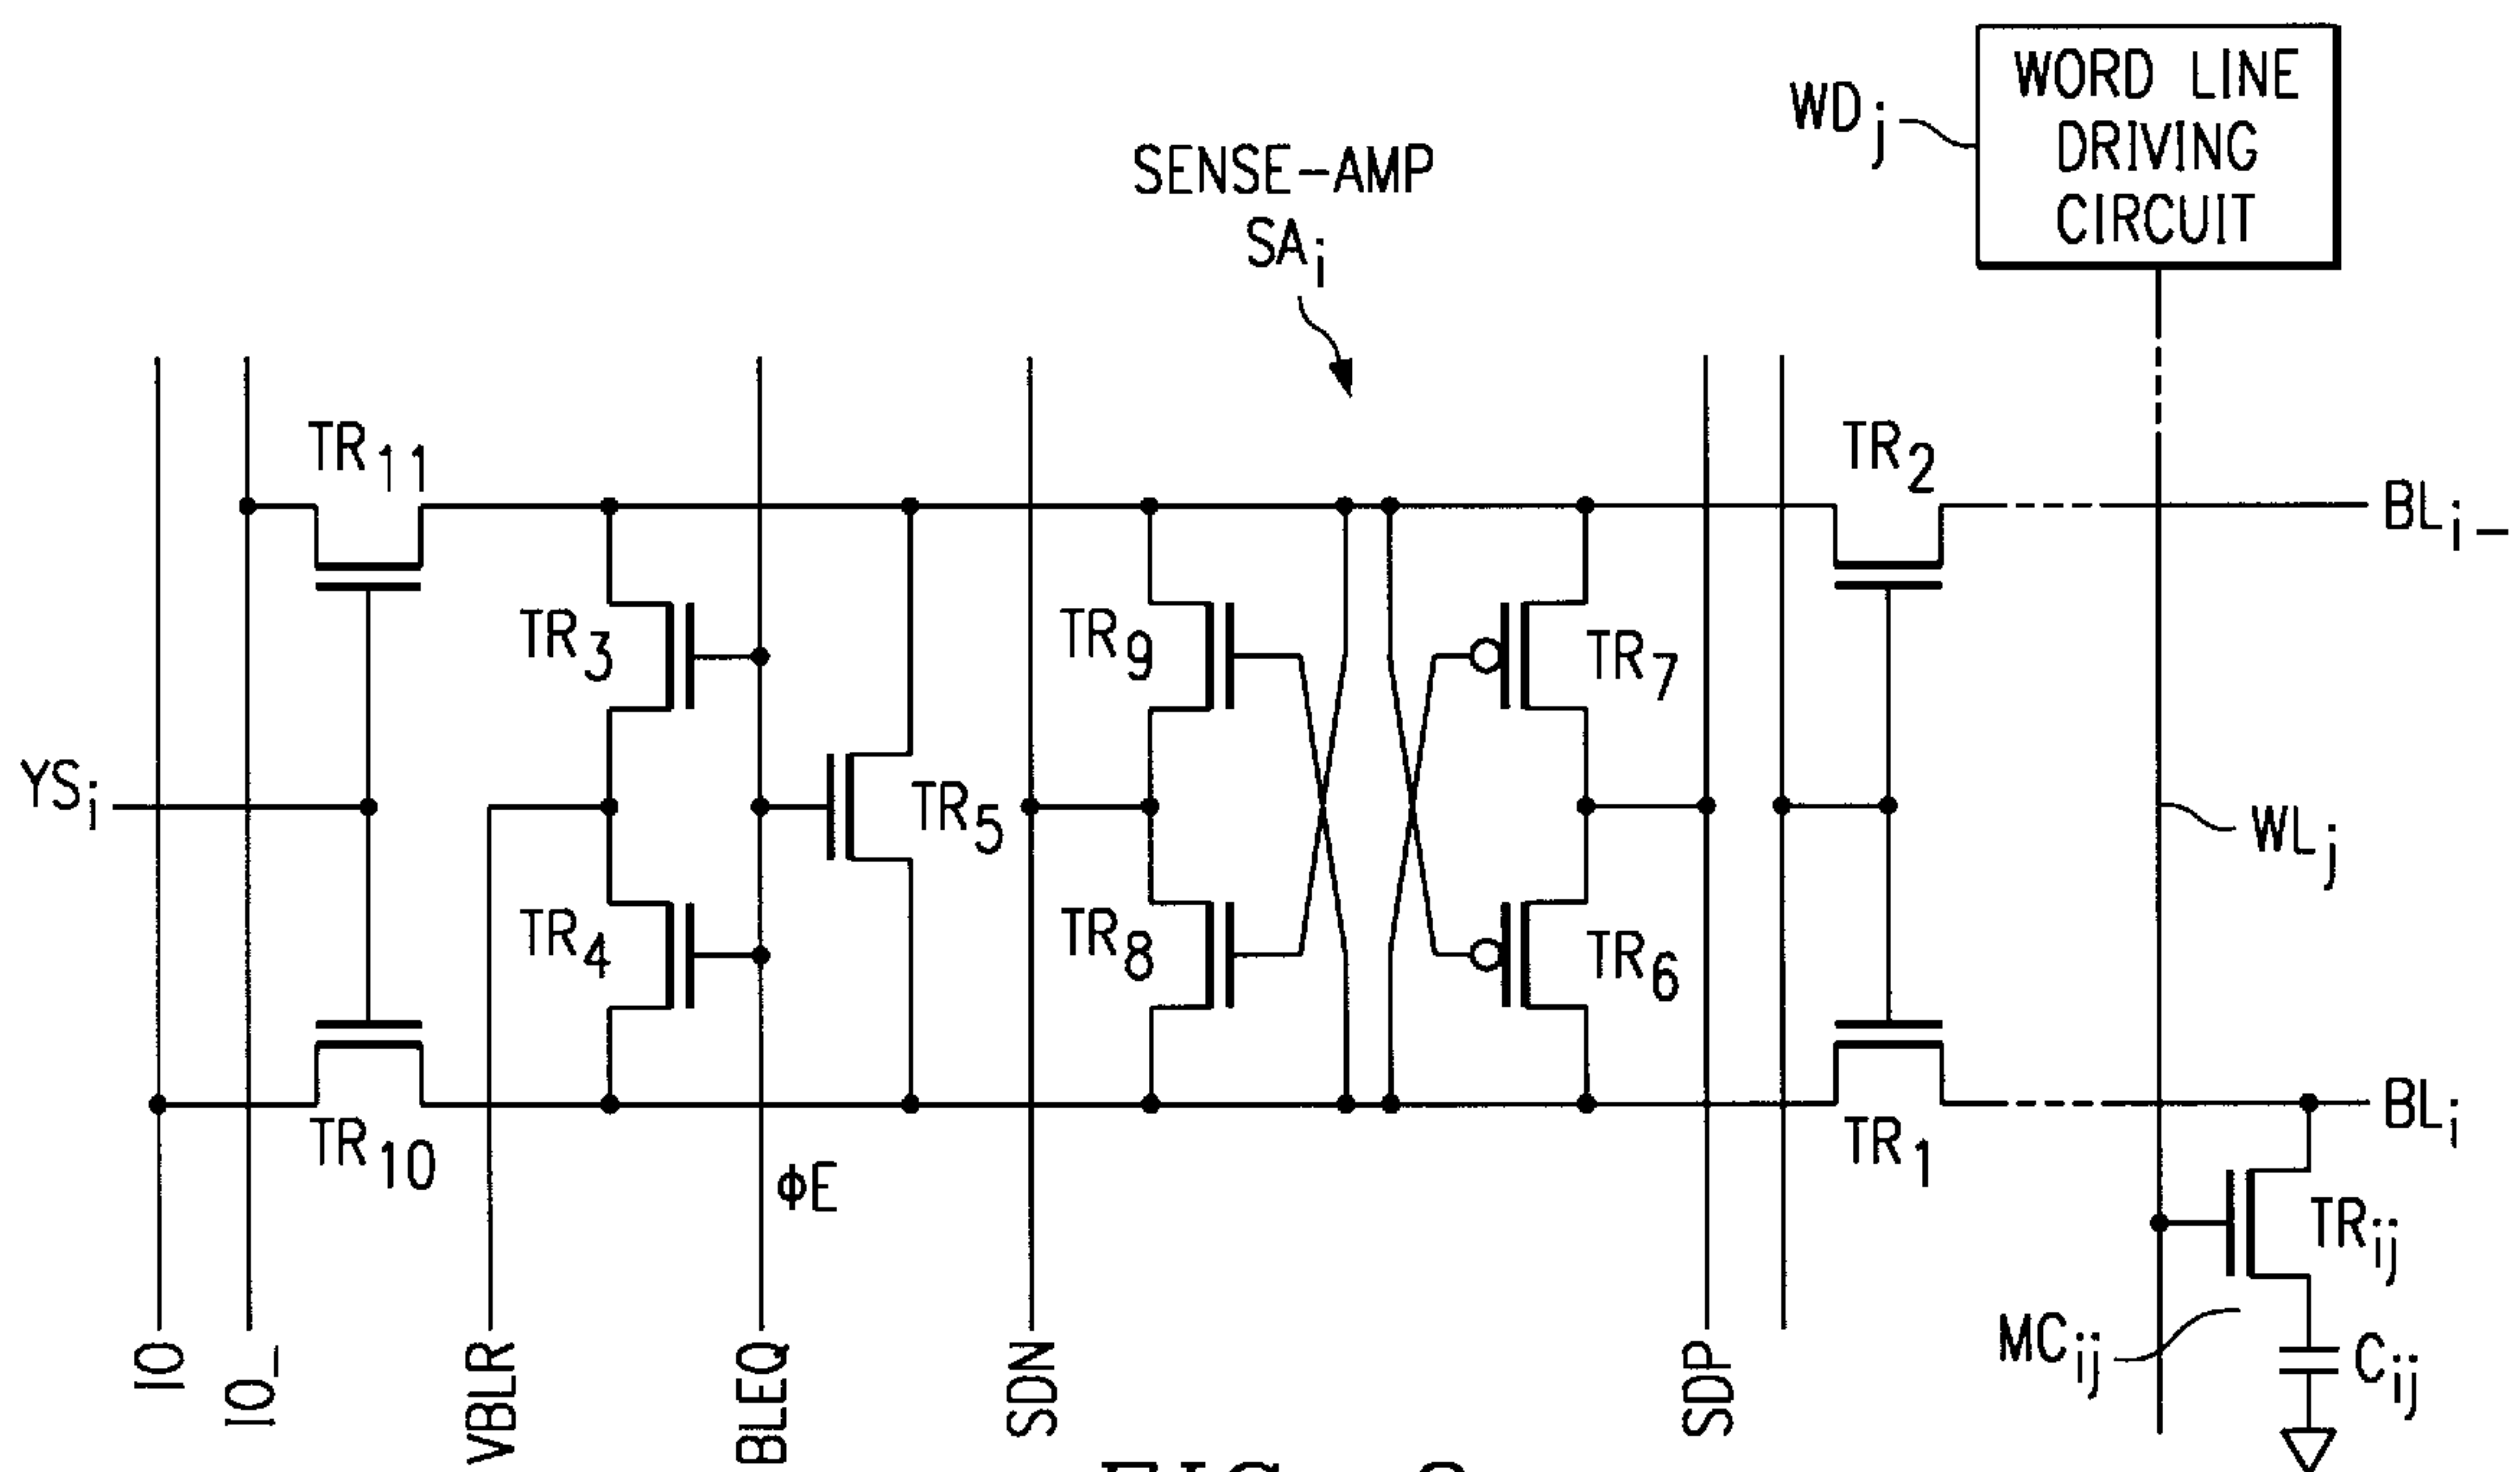 WORD LINE
DRIVING
CIRCUIT
WDj
SENSE-AMP
SAi
TR11
TR2
BLi-
TR3
TR9
TR7
YSi
TR5
WLj
TR4
TR8
TR6
TR10
TR1
BLi
ΦE
TRij
MCij
Cij
IO
IO_
VBLR
BLEQ
SDN
SDP